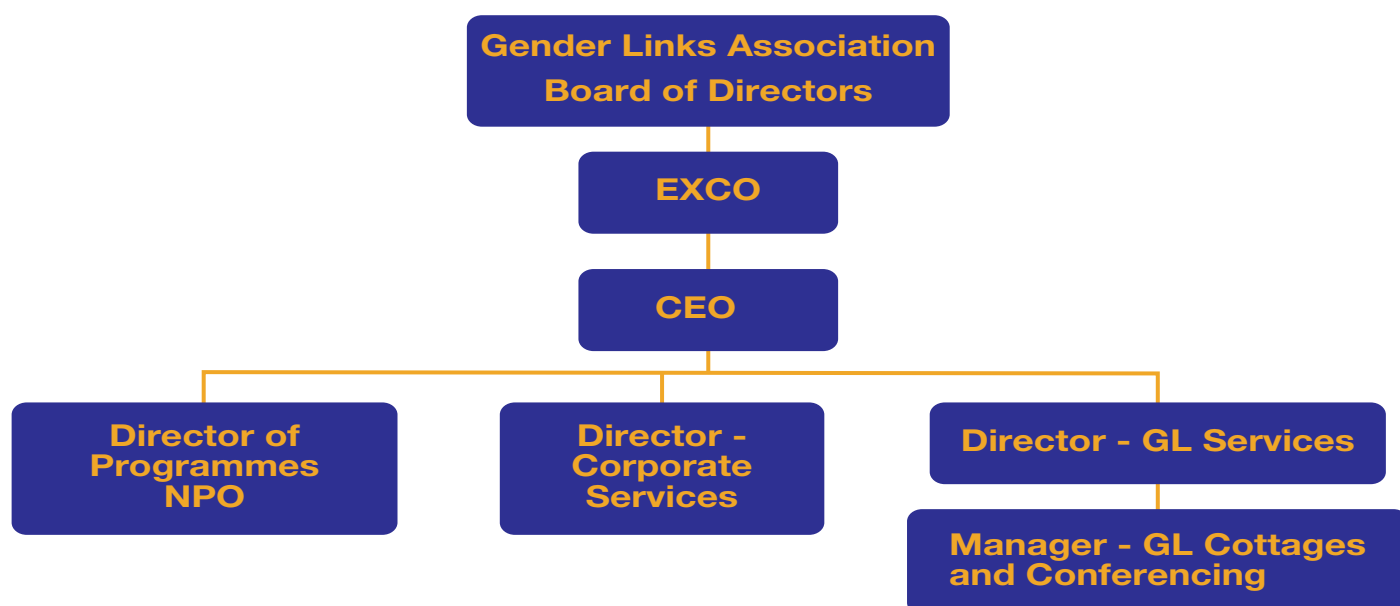 Gender Links Association
Board of Directors
EXCO
CEO
Director of
Programmes
NPO
Director -
Corporate
Services
Director - GL Services
Manager - GL Cottages
and Conferencing